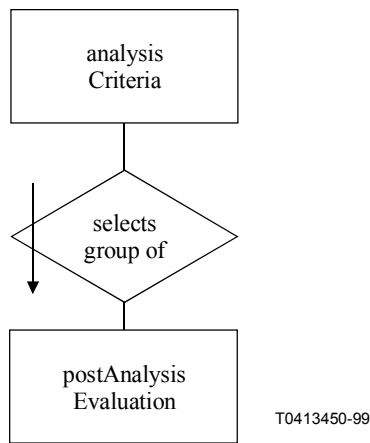 analysis
Criteria
selects
group of
postAnalysis
Evaluation
T0413450-99